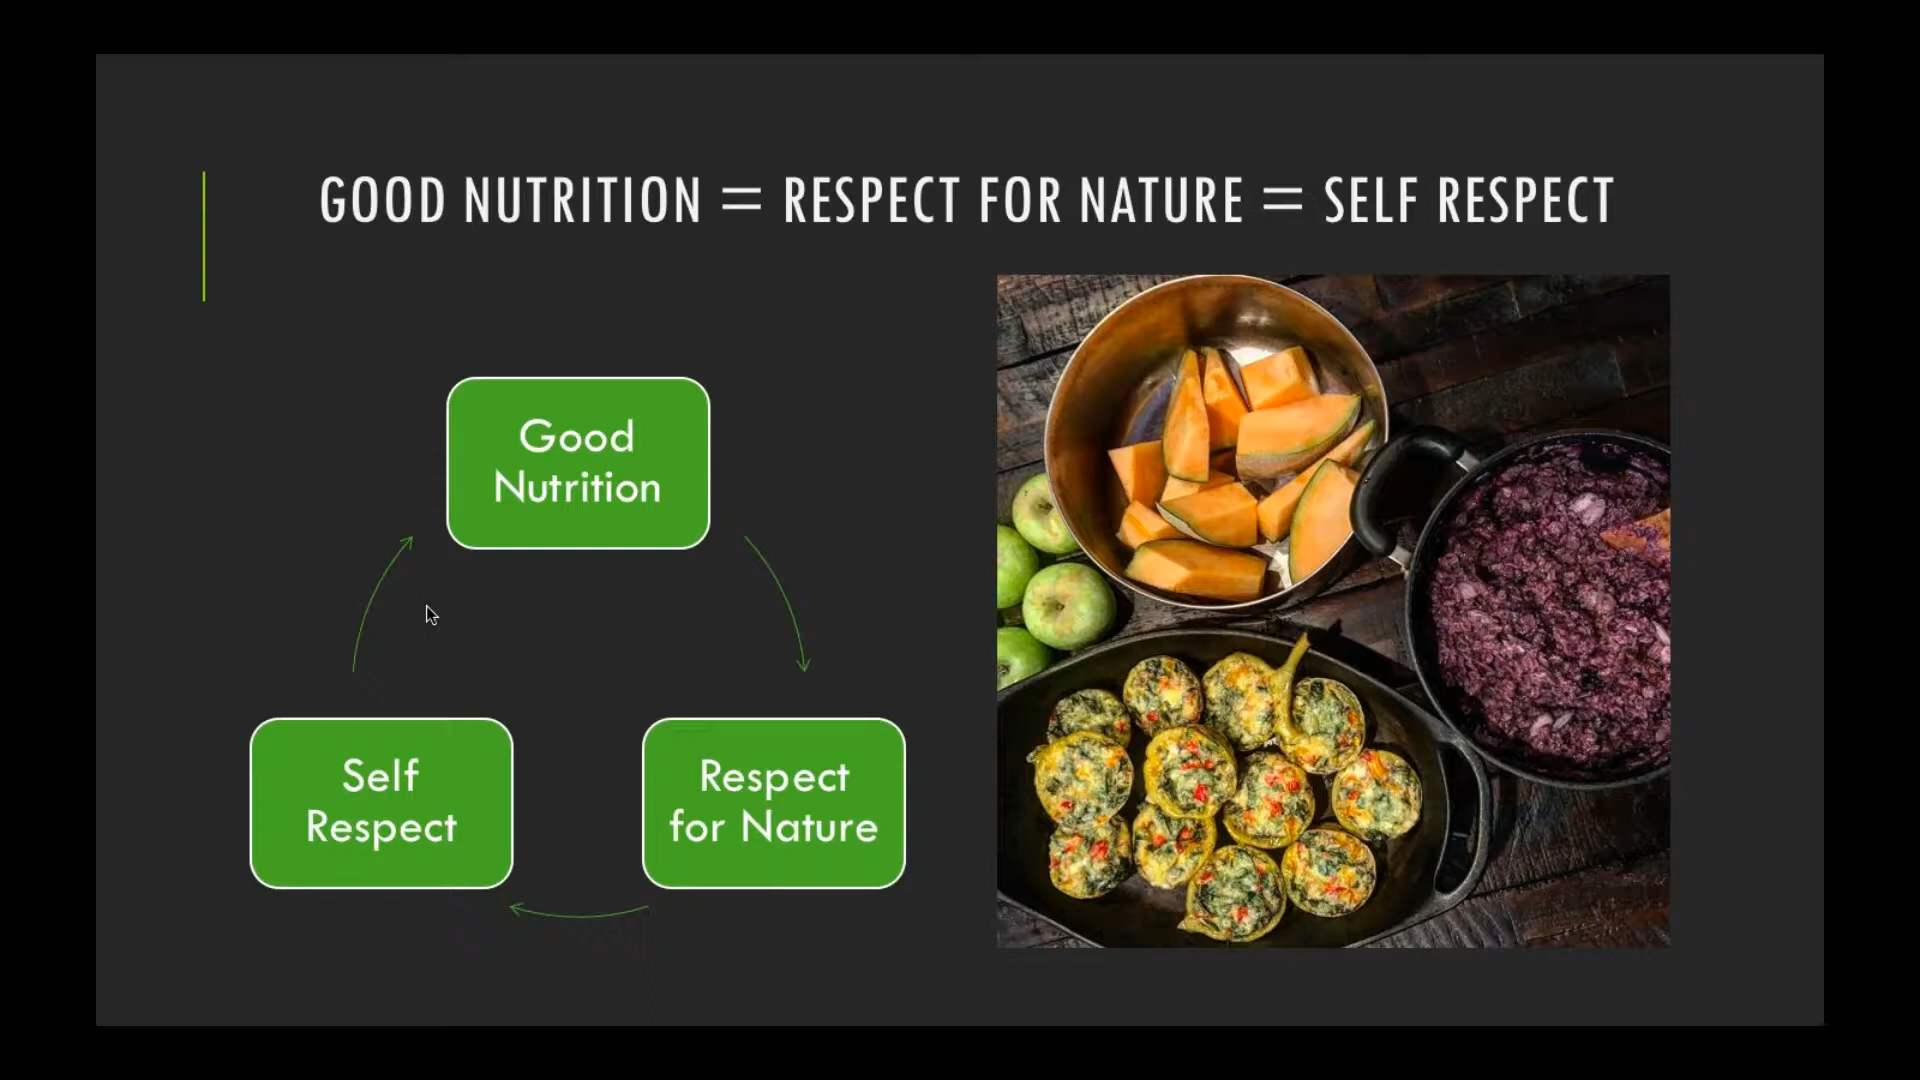 GOOD NUTRITION = RESPECT FOR NATURE = SELF RESPECT
Good
Nutrition
Self
Respect
Respect
for Nature